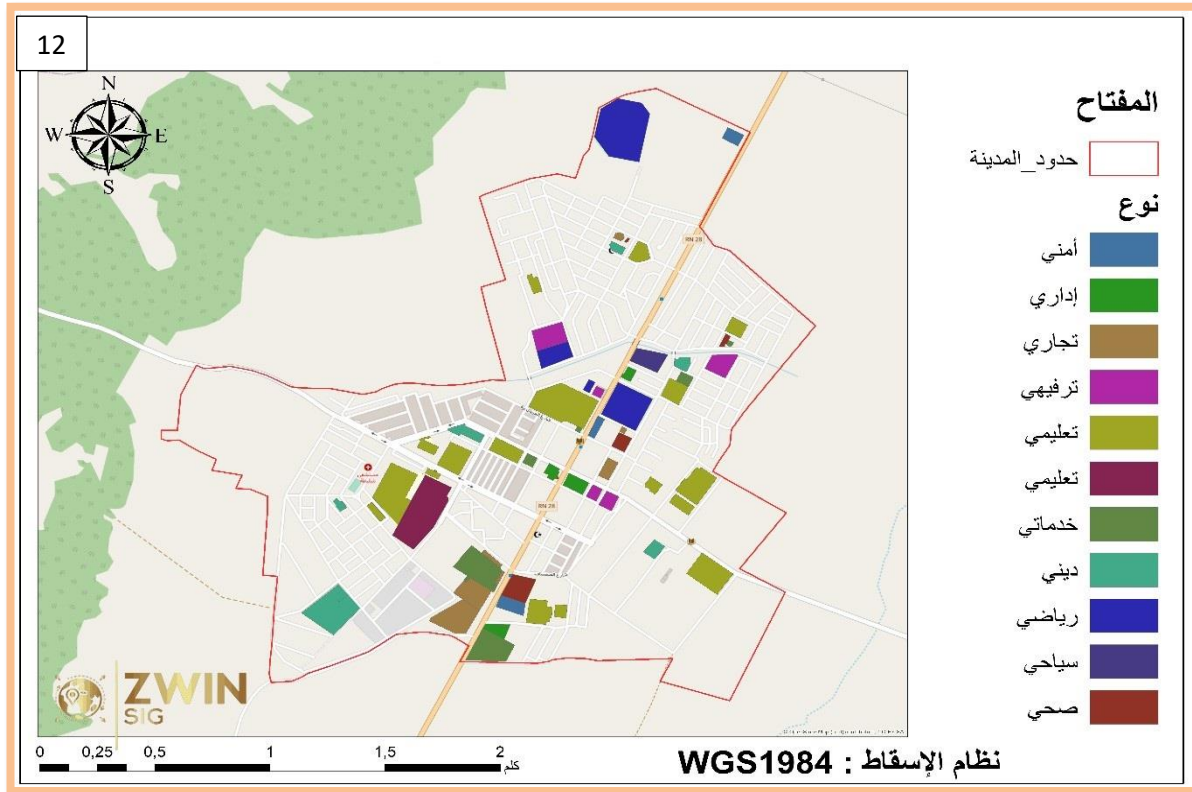 12
N
W E
S
المفتاح
حدود_المدينة
نوع
أمني
إداري
تجاري
ترفيهي
تعليمي
تعليمي
خدماتي
ديني
رياضي
سياحي
صحي
RN 28
RN 28
ZWIN
SIG
0 0,25 0,5 1 1,5 2
كلم
نظام الإسقاط : WGS1984